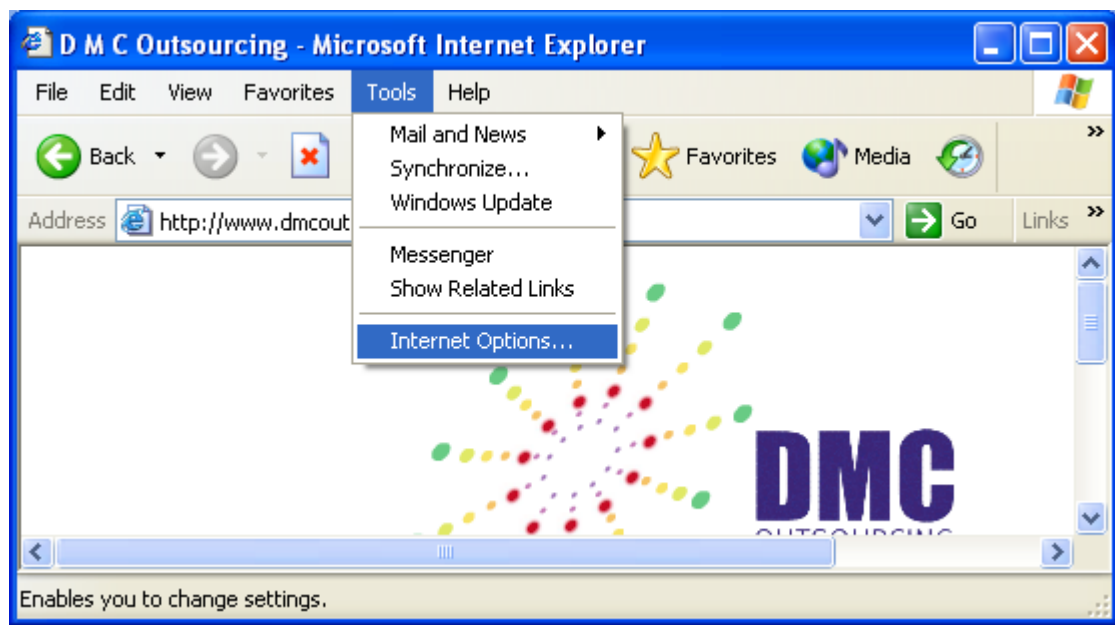 D M C Outsourcing - Microsoft Internet Explorer
File Edit View Favorites Tools Help
Mail and News
Synchronize...
Windows Update
Messenger
Show Related Links
Internet Options...
Back Favorites Media »
Address http://www.dmcout Go Links »
DMC
OUTSOURCING
Enables you to change settings.